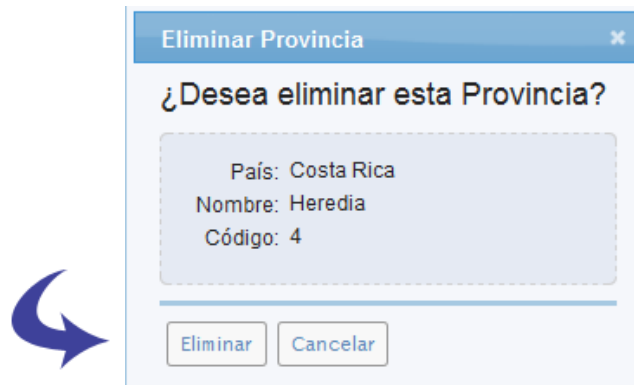 Eliminar Provincia
¿Desea eliminar esta Provincia?
País: Costa Rica
Nombre: Heredia
Código: 4
Eliminar Cancelar